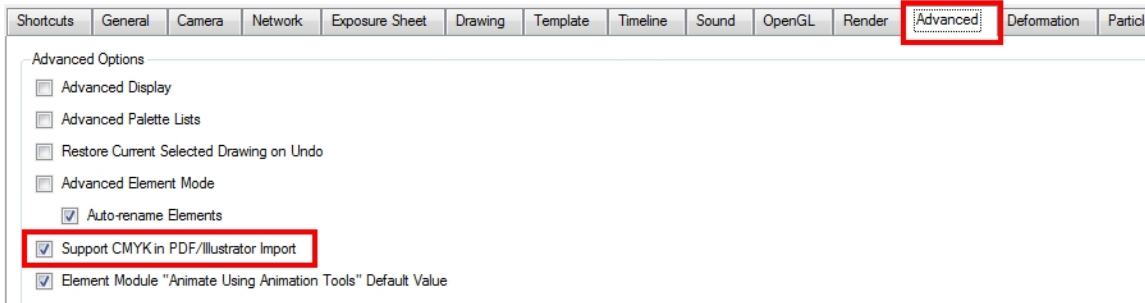 Shortcuts General Camera Network Exposure Sheet Drawing Template Timeline Sound OpenGL Render Advanced Deformation Particl
Advanced Options
Advanced Display
Advanced Palette Lists
Restore Current Selected Drawing on Undo
Advanced Element Mode
Auto-rename Elements
Support CMYK in PDF/Illustrator Import
Element Module "Animate Using Animation Tools" Default Value